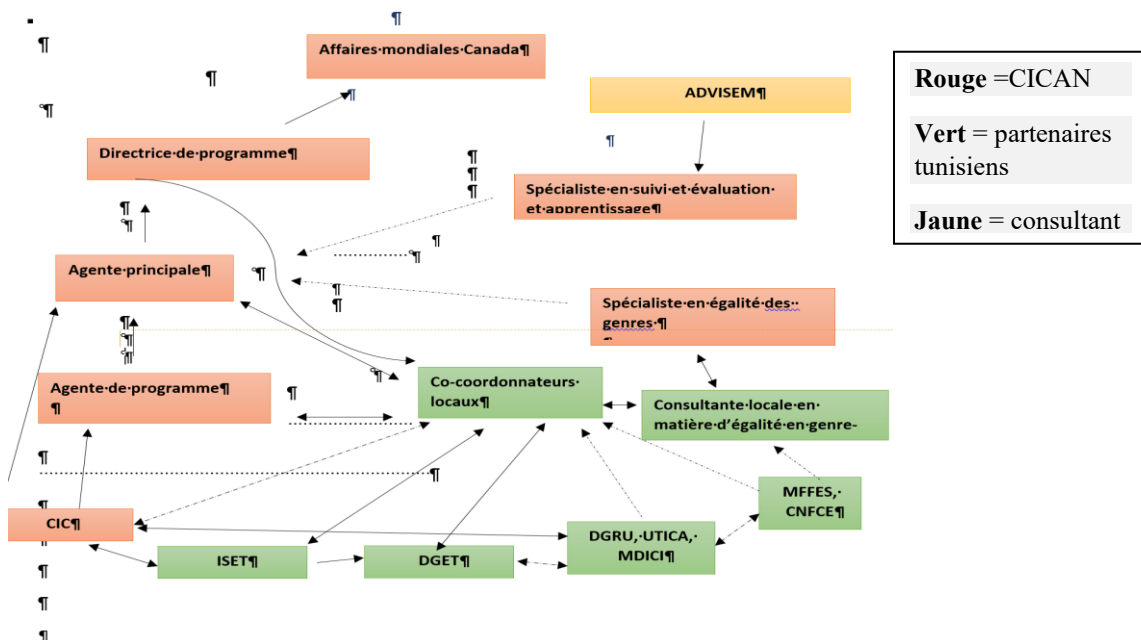 Affaires·mondiales·Canada¶
ADVISEM¶
Directrice·de·programme¶
Spécialiste·en·suivi·et·évaluation·
et·apprentissage¶
Agente·principale¶
Spécialiste·en·égalité·des··
genres·¶
¶
Agente·de·programme¶
¶
Co-coordonnateurs·
locaux¶
Consultante·locale·en·
matière·d'égalité·en·genre-
MFFES,·
CNFCE¶
CIC¶
ISET¶
DGET¶
DGRU,·UTICA,·
MDICI¶
Rouge =CICAN
Vert = partenaires
tunisiens
Jaune = consultant